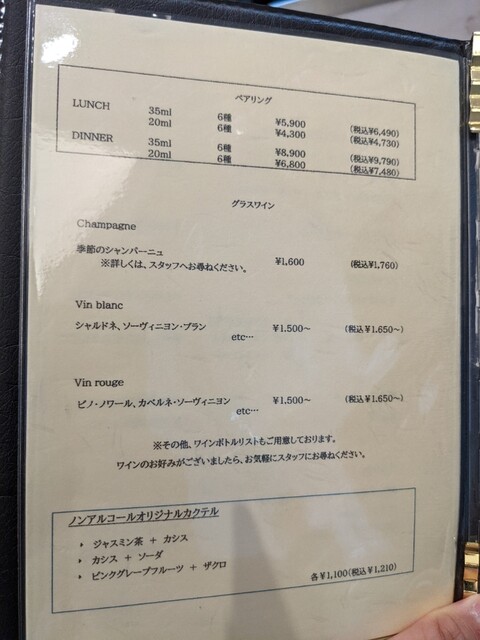 ペアリング
LUNCH 35ml 6種 ¥5,900 (税込¥6,490)
20ml 6種 ¥4,300 (税込¥4,730)
DINNER 35ml 6種 ¥8,900 (税込¥9,790)
20ml 6種 ¥6,800 (税込¥7,480)
グラスワイン
Champagne
季節のシャンパーニュ ¥1,600 (税込¥1,760)
※詳しくは、スタッフへお尋ねください。
Vin blanc
シャルドネ、ソーヴィニヨン・ブラン ¥1.500～ (税込¥1.650～)
etc…
Vin rouge
ピノ・ノワール、カベルネ・ソーヴィニヨン ¥1.500～ (税込¥1.650～)
etc…
※その他、ワインボトルリストもご用意しております。
ワインのお好みがございましたら、お気軽にスタッフにお尋ねください。
ノンアルコールオリジナルカクテル
・ ジャスミン茶 + カシス
・ カシス + ソーダ
・ ピンクグレープフルーツ + ザクロ
各¥1,100(税込¥1,210)